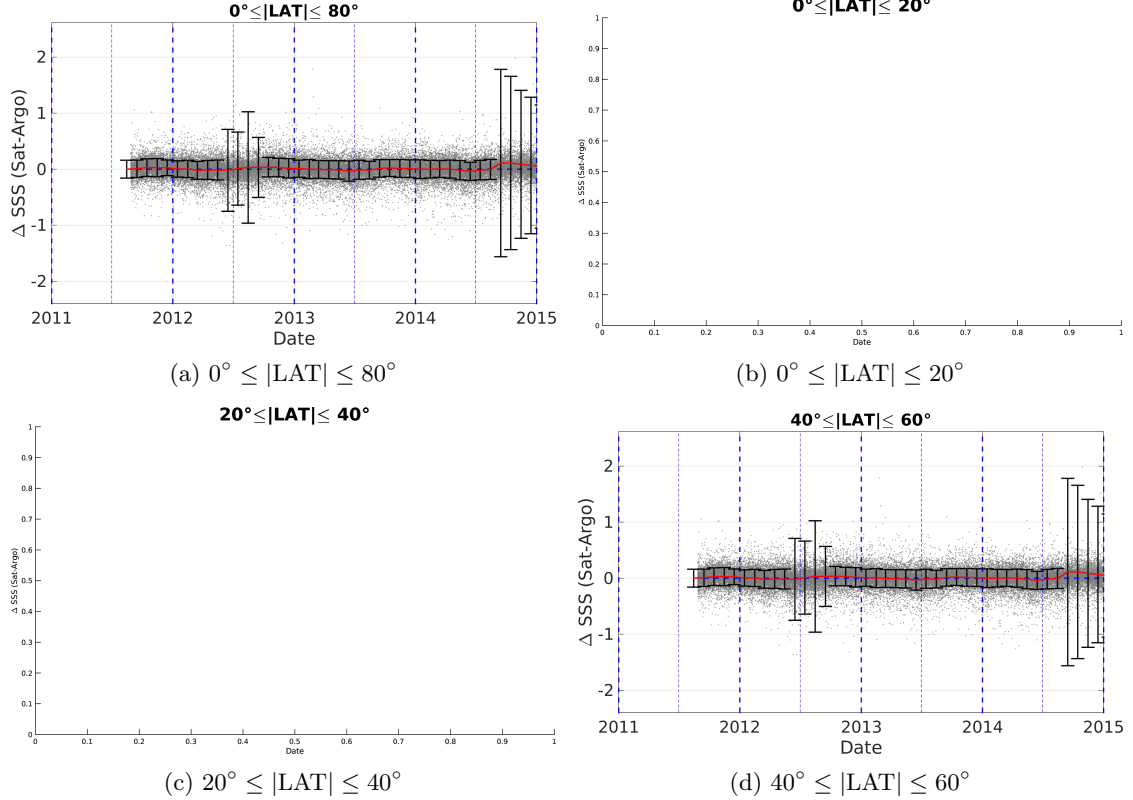 0°≤|LAT|≤ 80°
Δ SSS (Sat-Argo)
2
1
0
-1
-2
2011 2012 2013 2014 2015
Date
(a) 0° ≤ |LAT| ≤ 80°
0°≤|LAT|≤ 20°
Δ SSS (Sat-Argo)
1
0.9
0.8
0.7
0.6
0.5
0.4
0.3
0.2
0.1
0
0 0.1 0.2 0.3 0.4 0.5 0.6 0.7 0.8 0.9 1
Date
(b) 0° ≤ |LAT| ≤ 20°
20°≤|LAT|≤ 40°
Δ SSS (Sat-Argo)
1
0.9
0.8
0.7
0.6
0.5
0.4
0.3
0.2
0.1
0
0 0.1 0.2 0.3 0.4 0.5 0.6 0.7 0.8 0.9 1
Date
(c) 20° ≤ |LAT| ≤ 40°
40°≤|LAT|≤ 60°
Δ SSS (Sat-Argo)
2
1
0
-1
-2
2011 2012 2013 2014 2015
Date
(d) 40° ≤ |LAT| ≤ 60°